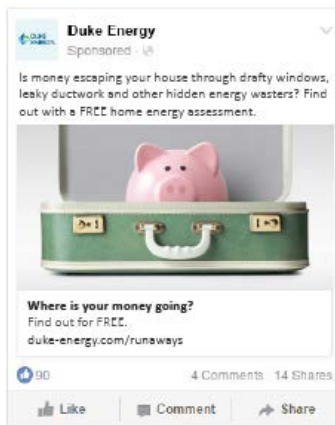 Duke Energy
Sponsored ·
Is money escaping your house through drafty windows,
leaky ductwork and other hidden energy wasters? Find
out with a FREE home energy assessment.
Where is your money going?
Find out for FREE.
duke-energy.com/runaways
90
4 Comments 14 Shares
Like
Comment
Share